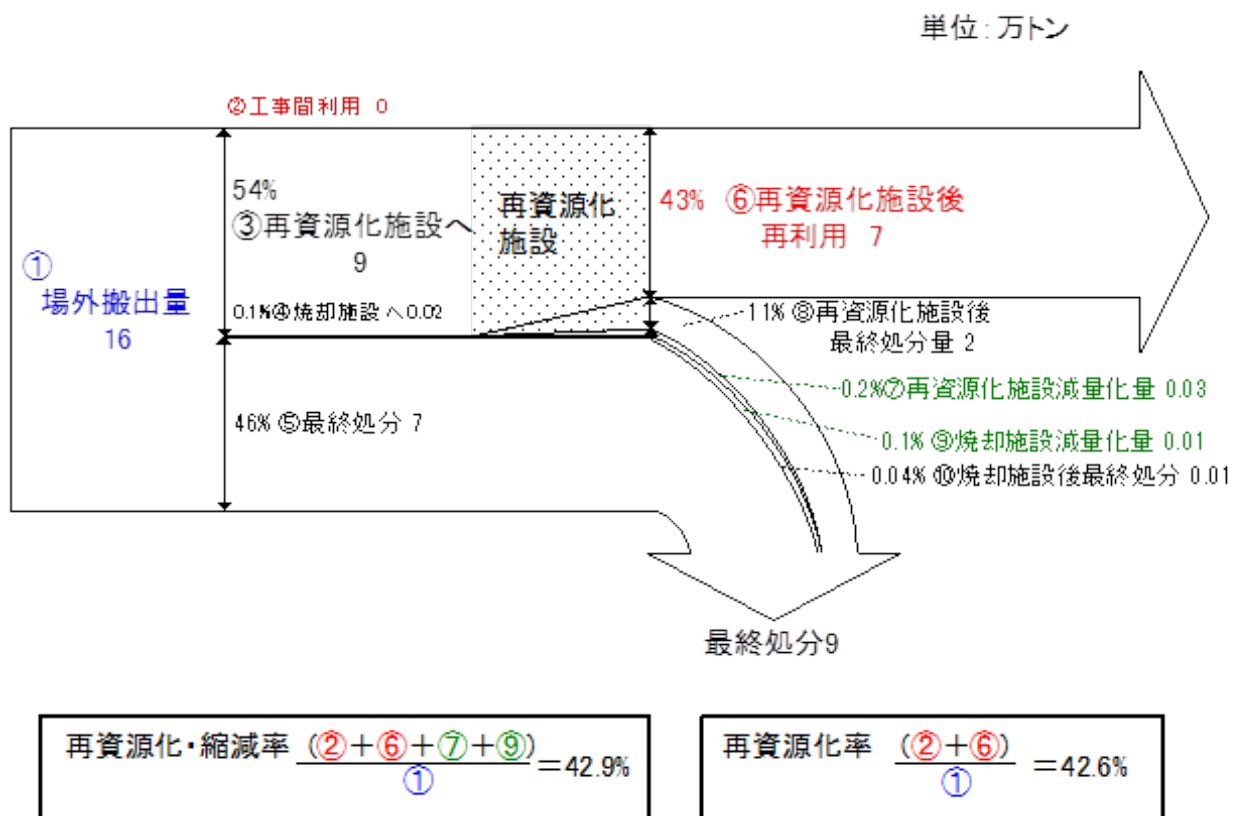 単位:万トン
②工事間利用 0
54%
③再資源化施設へ
9
再資源化
施設
43% ⑥再資源化施設後
再利用 7
①
場外搬出量
16
0.1%④焼却施設へ0.02
11% ⑧再資源化施設後
最終処分量 2
0.2%⑦再資源化施設減量化量 0.03
46% ⑤最終処分 7
0.1% ⑨焼却施設減量化量 0.01
0.04% ⑩焼却施設後最終処分 0.01
最終処分9
再資源化・縮減率 (②+⑥+⑦+⑨)
①
=42.9%
再資源化率 (②+⑥)
①
=42.6%